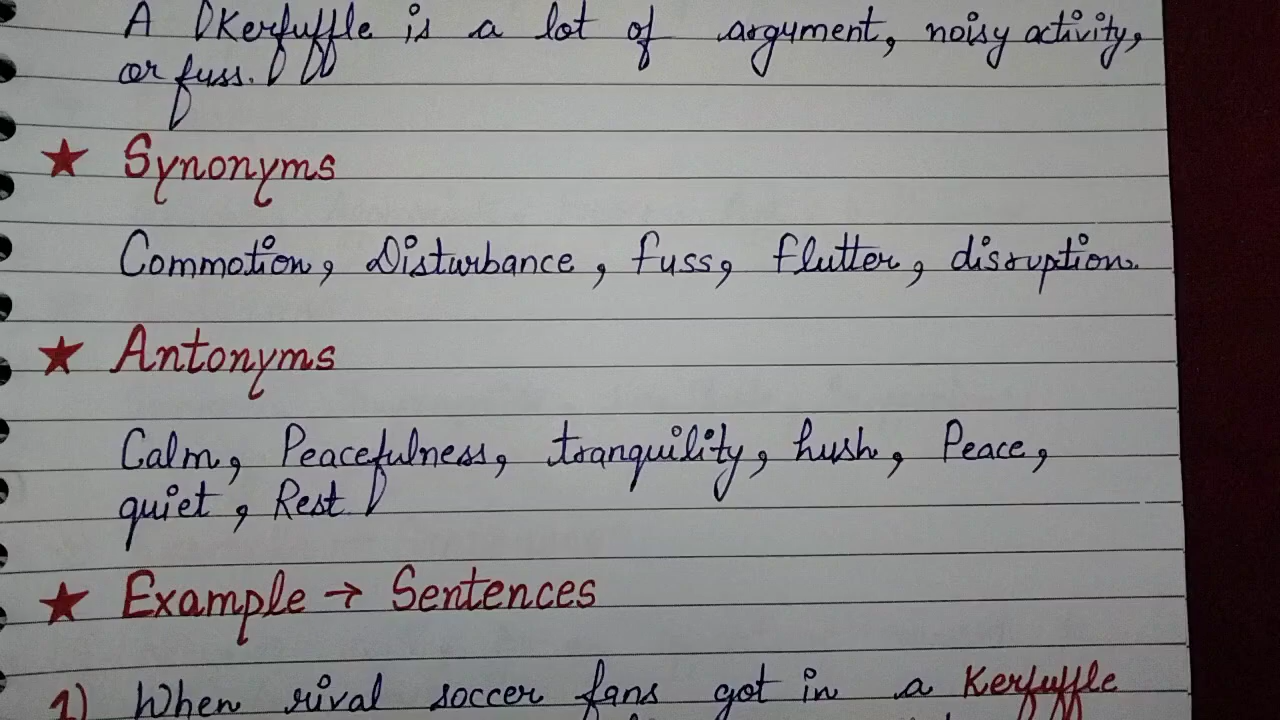 A Kerfuffle is a lot of argument, noisy activity,
or fuss.
★ Synonyms
Commotion, Disturbance, fuss, flutter, disruption.
★ Antonyms
Calm, Peacefulness, tranquility, hush, Peace,
quiet, Rest
★ Example → Sentences
1) When rival soccer fans got in a Kerfuffle